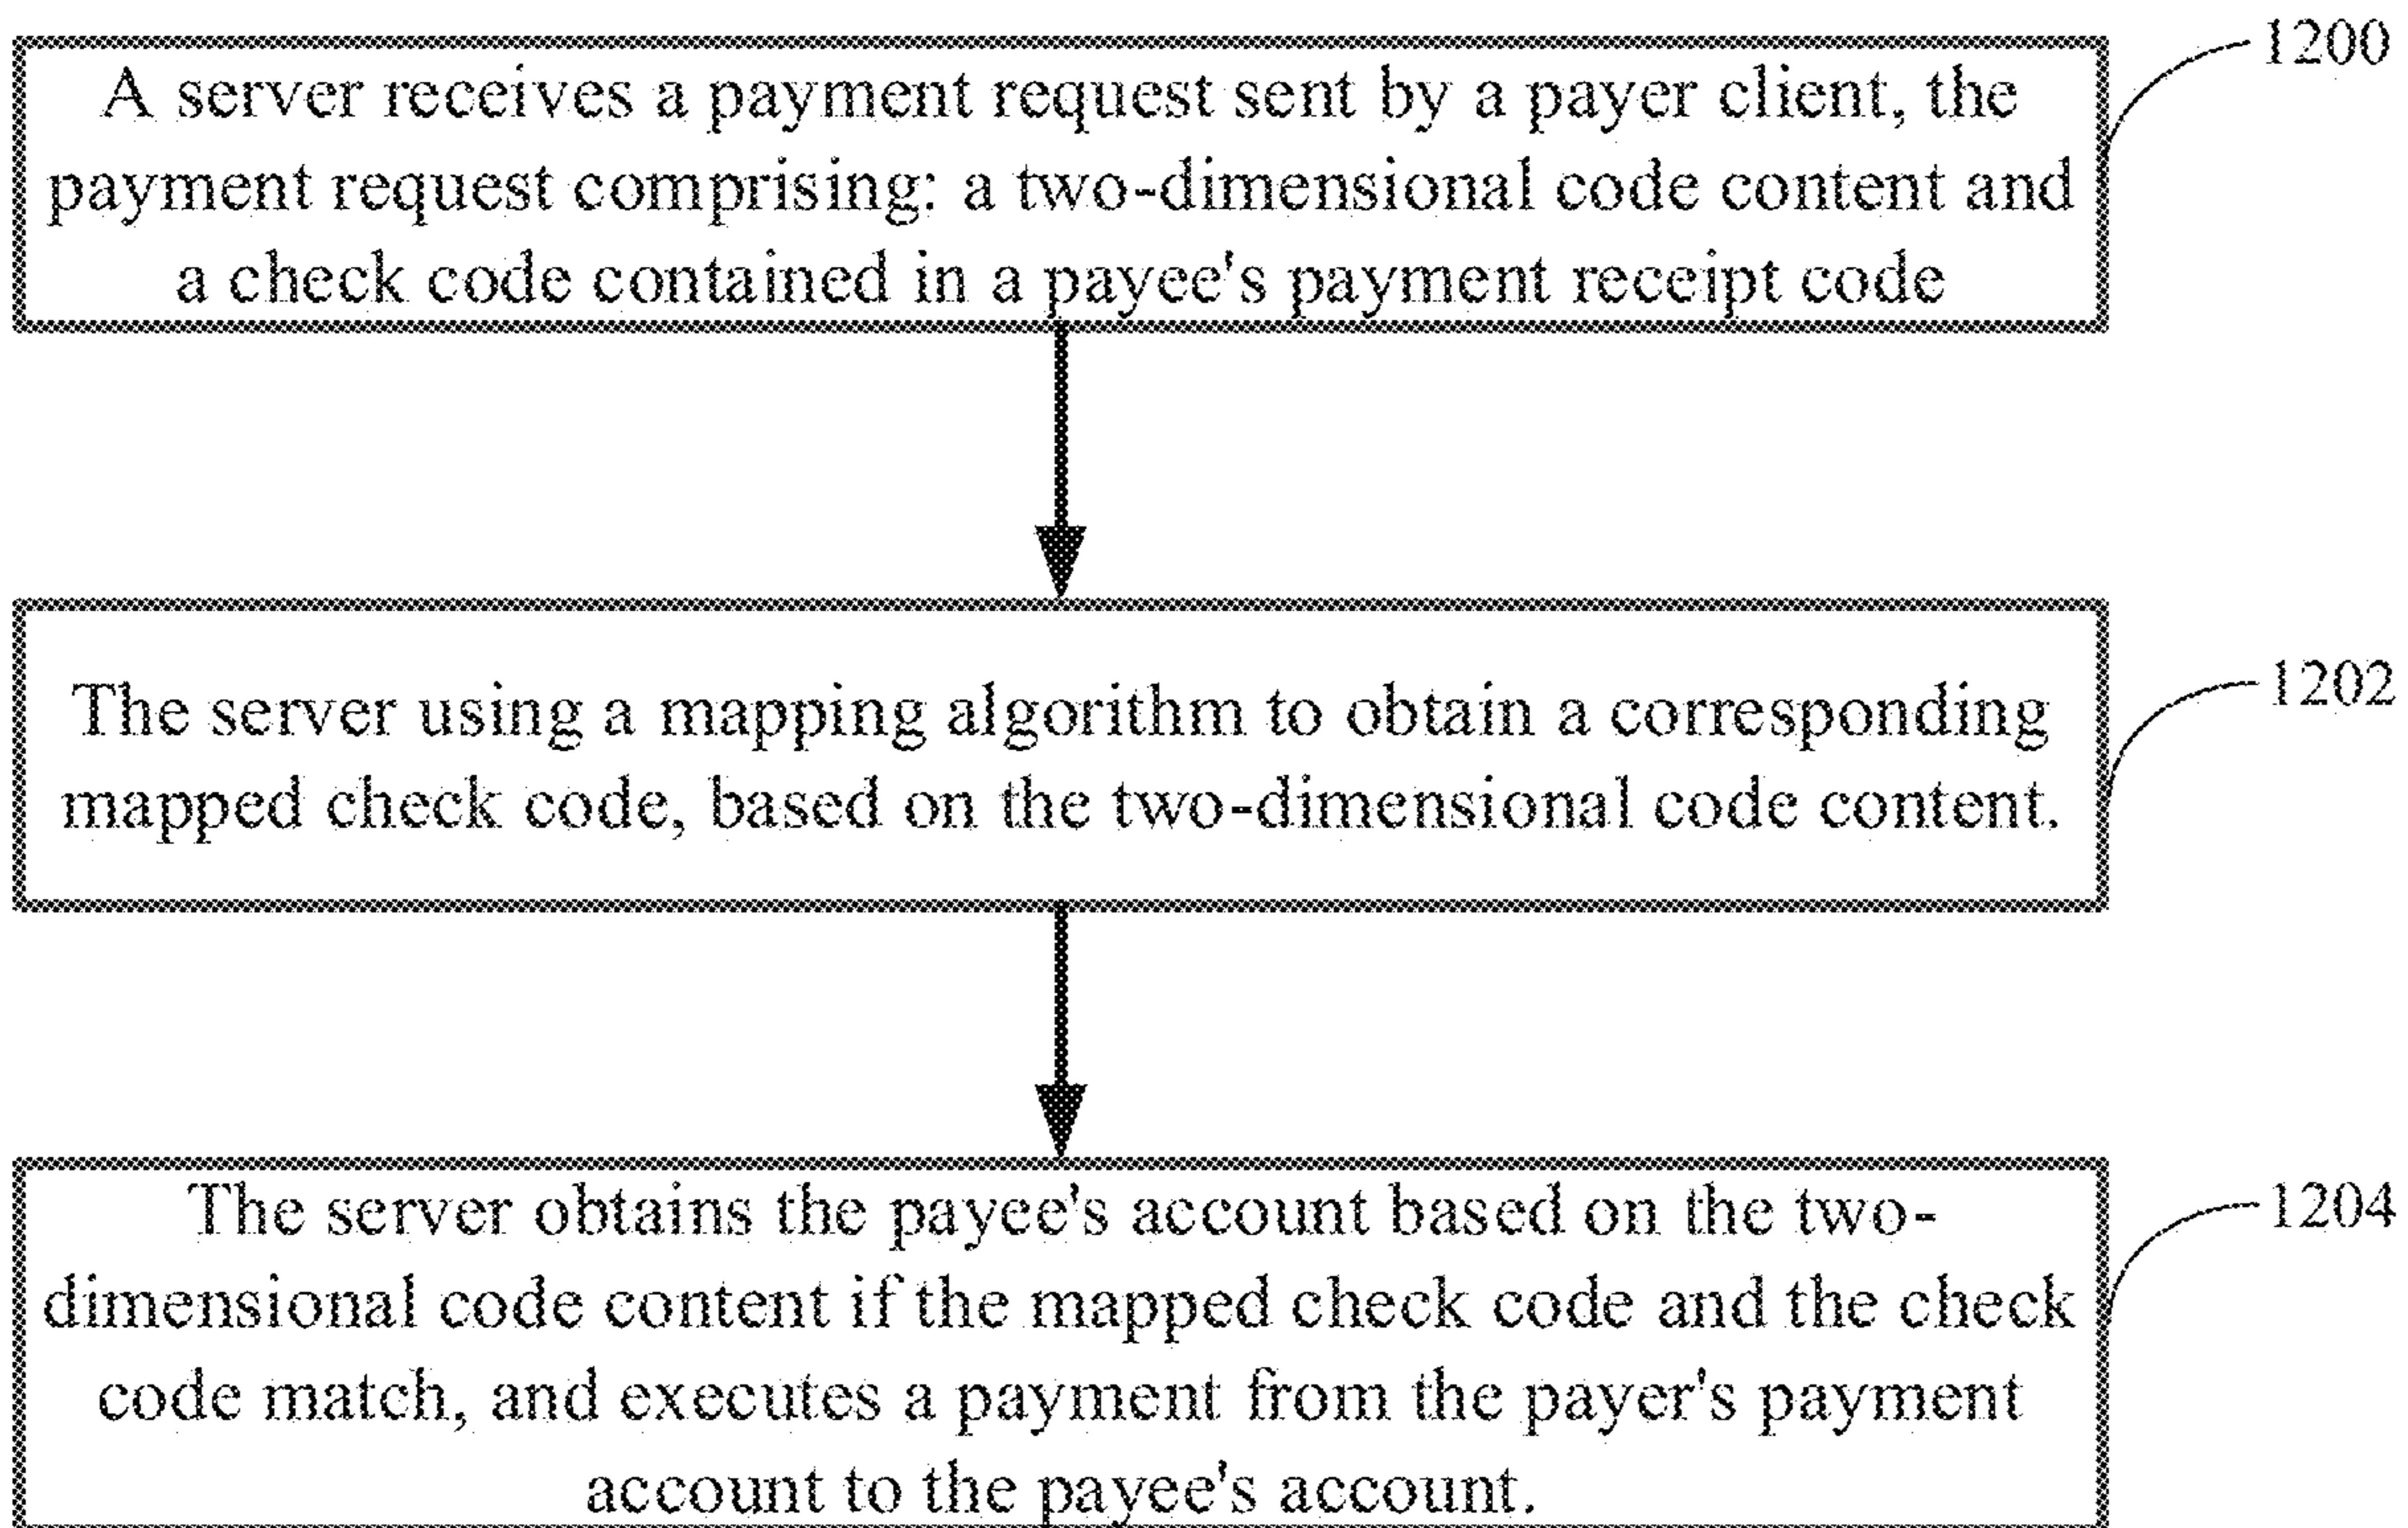 1200
A server receives a payment request sent by a payer client, the
payment request comprising: a two-dimensional code content and
a check code contained in a payee's payment receipt code
1202
The server using a mapping algorithm to obtain a corresponding
mapped check code, based on the two-dimensional code content.
1204
The server obtains the payee's account based on the two-
dimensional code content if the mapped check code and the check
code match, and executes a payment from the payer's payment
account to the payee's account.